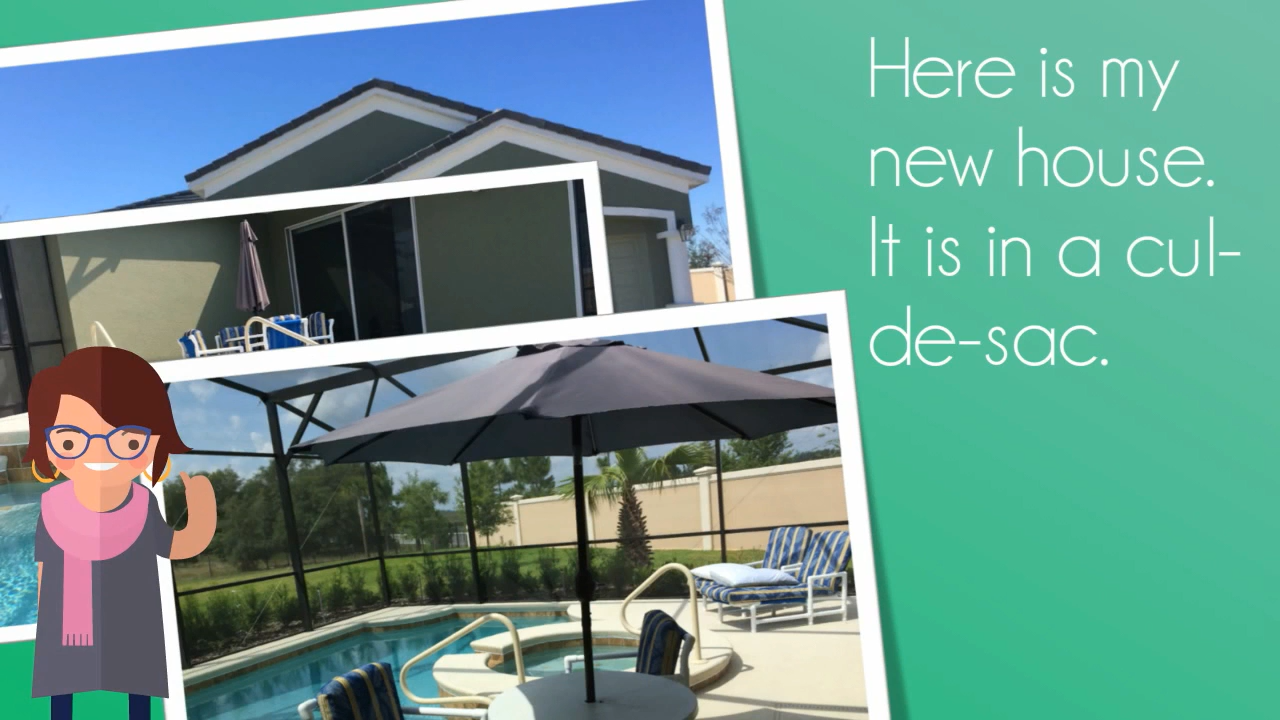 Here is my
new house.
It is in a cul-
de-sac.